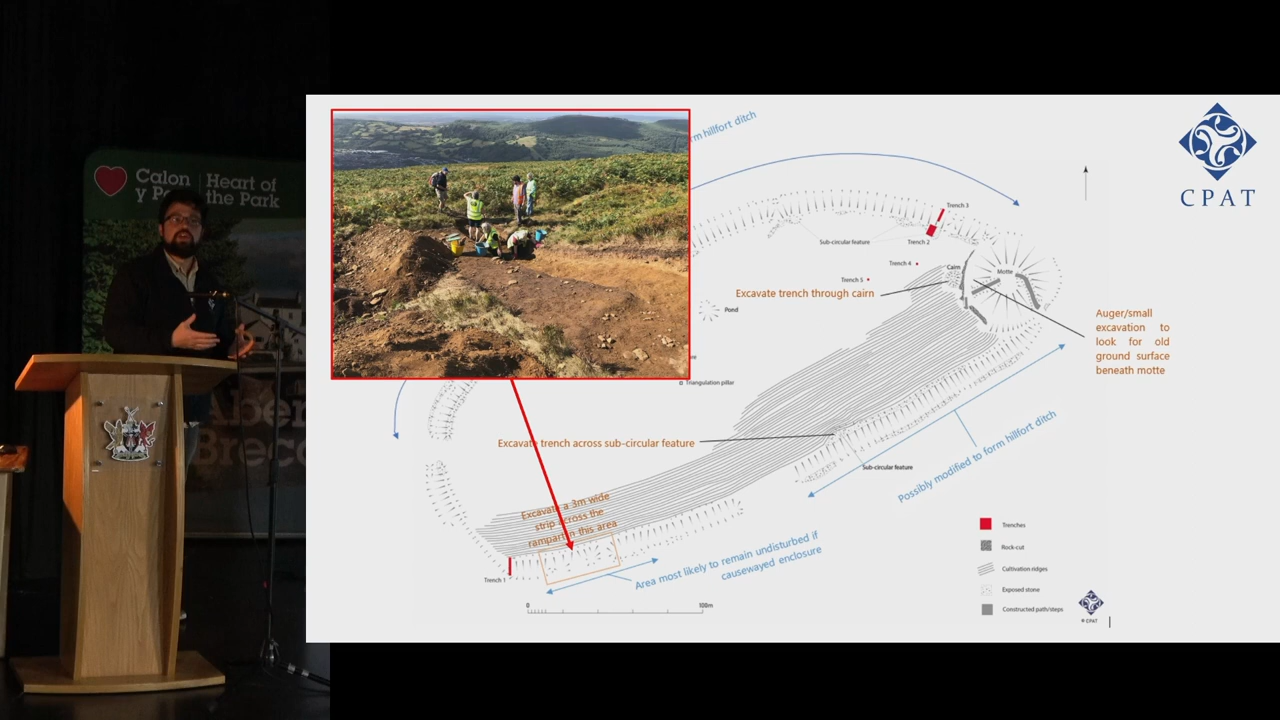 Calon
y P
Heart of
the Park
Aber
Brec
CPAT
rm hillfort ditch
Trench 3
Sub-circular feature
Trench 2
Trench 4
Cairn
Motte
Trench 5
Excavate trench through cairn
Pond
Auger/small
excavation to
look for old
ground surface
beneath motte
re
Triangulation pillar
Excavate trench across sub-circular feature
Sub-circular feature
Possibly modified to form hillfort ditch
Excavate a 3m wide
strip across the
rampart in this area
Area most likely to remain undisturbed if
causewayed enclosure
Trench 1
0 100m
Trenches
Rock-cut
Cultivation ridges
Exposed stone
Constructed path/steps
© CPAT